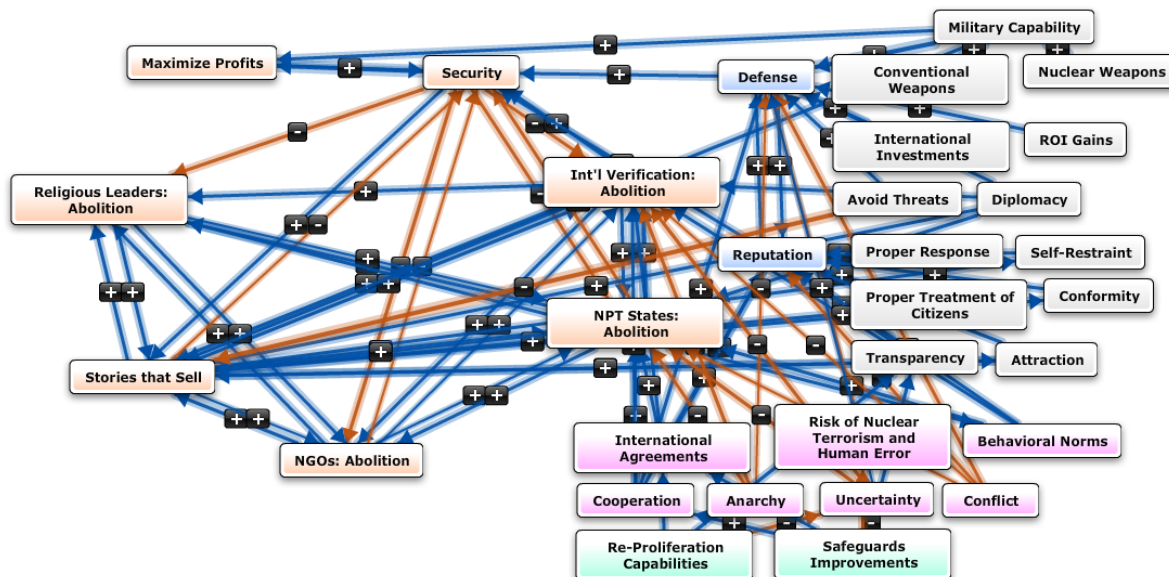 Military Capability
Maximize Profits
Security
Defense
Conventional
Weapons
Nuclear Weapons
International
Investments
ROI Gains
Religious Leaders:
Abolition
Int'l Verification:
Abolition
Avoid Threats
Diplomacy
Reputation
Proper Response
Self-Restraint
NPT States:
Abolition
Proper Treatment of
Citizens
Conformity
Stories that Sell
Transparency
Attraction
NGOs: Abolition
International
Agreements
Risk of Nuclear
Terrorism and
Human Error
Behavioral Norms
Cooperation
Anarchy
Uncertainty
Conflict
Re-Proliferation
Capabilities
Safeguards
Improvements